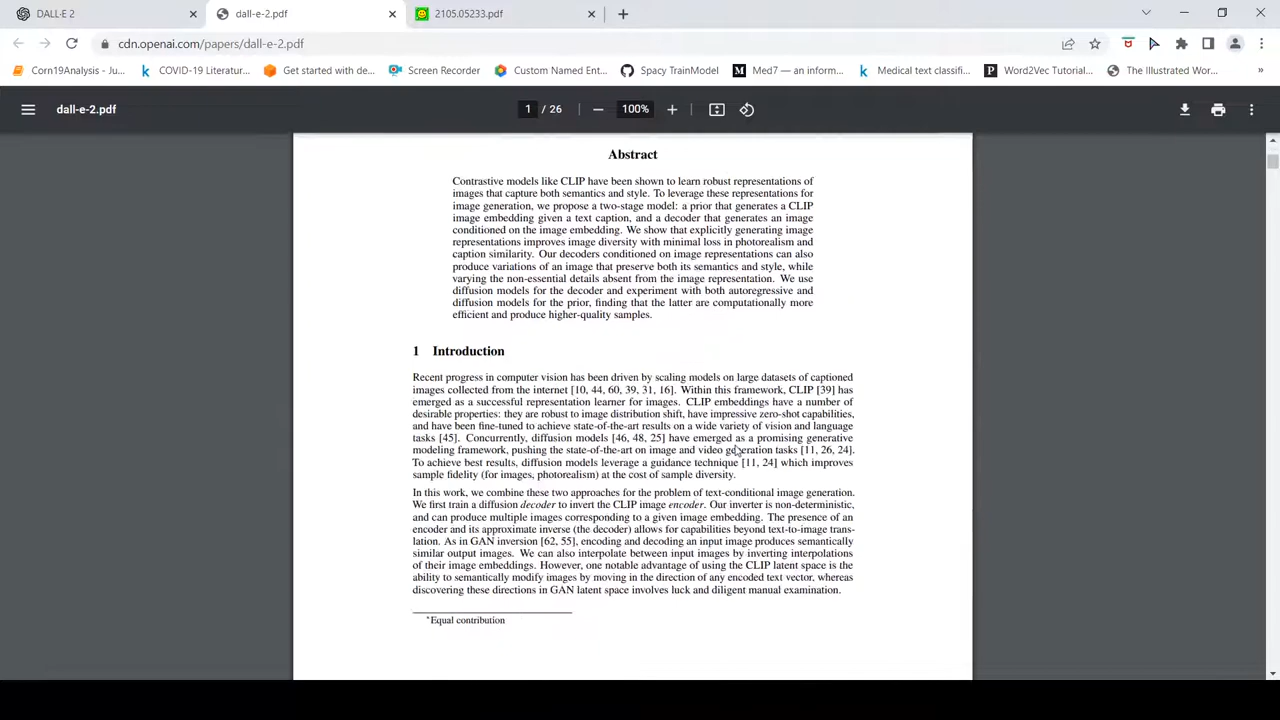 DALL·E 2
dall-e-2.pdf
2105.05233.pdf
cdn.openai.com/papers/dall-e-2.pdf
Corn19Analysis - Ju...
COVID-19 Literatur...
Get started with de...
Screen Recorder
Custom Named Ent...
Spacy TrainModel
Med7 — an inform...
Medical text classifi...
Word2Vec Tutorial...
The Illustrated Wor...
dall-e-2.pdf
1 / 26
100%
Abstract
Contrastive models like CLIP have been shown to learn robust representations of
images that capture both semantics and style. To leverage these representations for
image generation, we propose a two-stage model: a prior that generates a CLIP
image embedding given a text caption, and a decoder that generates an image
conditioned on the image embedding. We show that explicitly generating image
representations improves image diversity with minimal loss in photorealism and
caption similarity. Our decoders conditioned on image representations can also
produce variations of an image that preserve both its semantics and style, while
varying the non-essential details absent from the image representation. We use
diffusion models for the decoder and experiment with both autoregressive and
diffusion models for the prior, finding that the latter are computationally more
efficient and produce higher-quality samples.
1 Introduction
Recent progress in computer vision has been driven by scaling models on large datasets of captioned
images collected from the internet [10, 44, 60, 39, 31, 16]. Within this framework, CLIP [39] has
emerged as a successful representation learner for images. CLIP embeddings have a number of
desirable properties: they are robust to image distribution shift, have impressive zero-shot capabilities,
and have been fine-tuned to achieve state-of-the-art results on a wide variety of vision and language
tasks [45]. Concurrently, diffusion models [46, 48, 25] have emerged as a promising generative
modeling framework, pushing the state-of-the-art on image and video generation tasks [11, 26, 24].
To achieve best results, diffusion models leverage a guidance technique [11, 24] which improves
sample fidelity (for images, photorealism) at the cost of sample diversity.
In this work, we combine these two approaches for the problem of text-conditional image generation.
We first train a diffusion decoder to invert the CLIP image encoder. Our inverter is non-deterministic,
and can produce multiple images corresponding to a given image embedding. The presence of an
encoder and its approximate inverse (the decoder) allows for capabilities beyond text-to-image trans-
lation. As in GAN inversion [62, 55], encoding and decoding an input image produces semantically
similar output images. We can also interpolate between input images by inverting interpolations
of their image embeddings. However, one notable advantage of using the CLIP latent space is the
ability to semantically modify images by moving in the direction of any encoded text vector, whereas
discovering these directions in GAN latent space involves luck and diligent manual examination.
*Equal contribution